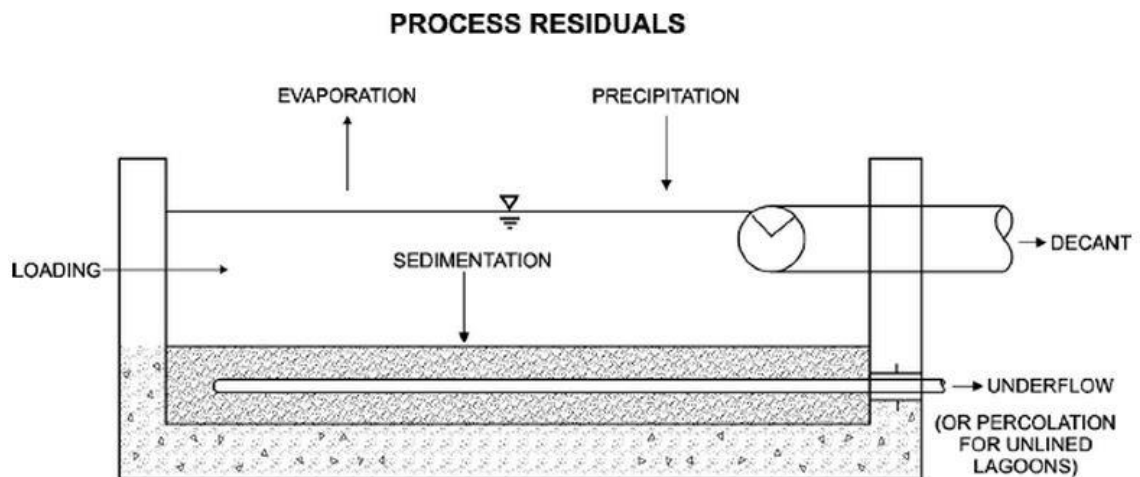 PROCESS RESIDUALS
EVAPORATION
PRECIPITATION
LOADING
SEDIMENTATION
DECANT
UNDERFLOW
(OR PERCOLATION
FOR UNLINED
LAGOONS)